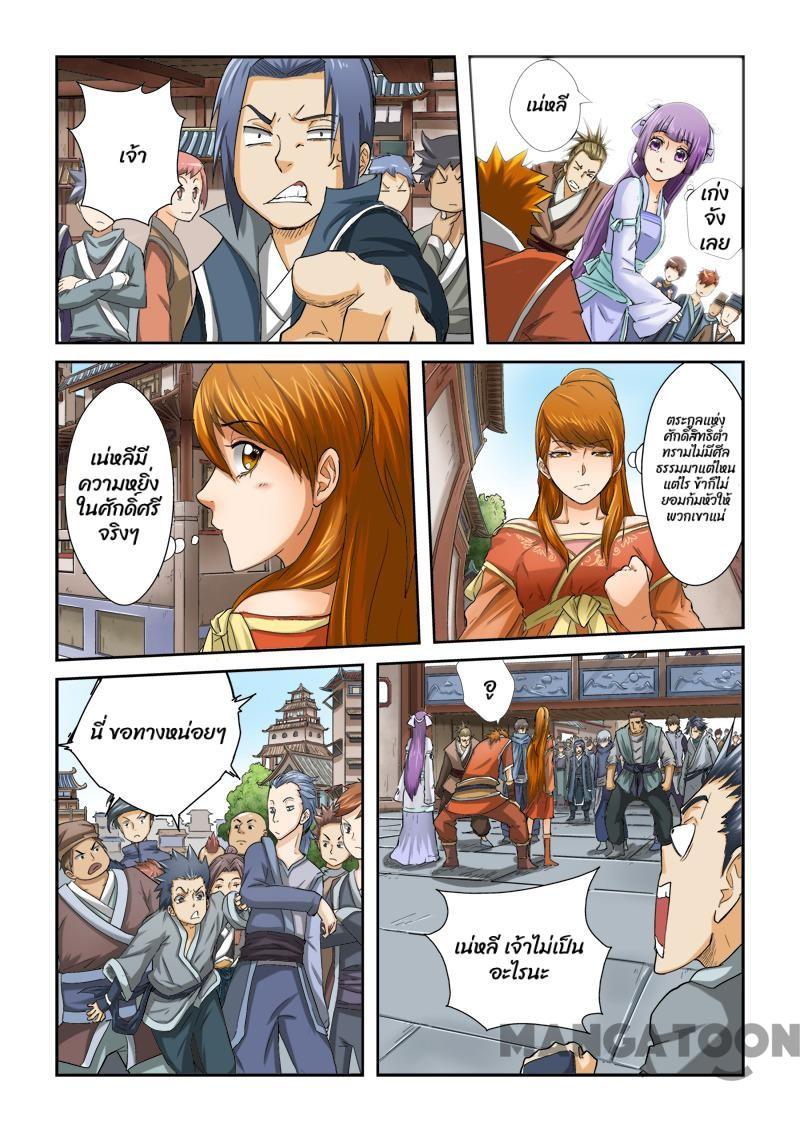 เจ้า
เน่หลี
เก่ง
จัง
เลย
เน่หลีมี
ความหยิ่ง
ในศักดิ์ศรี
จริงๆ
ตระกูลแห่ง
ศักดิ์สิทธิ์ต่ำ
ทรามไม่มีศีล
ธรรมมาแต่ไหน
แต่ไร ข้าก็ไม่
ยอมก้มหัวให้
พวกเขาแน่
นี่ ขอทางหน่อยๆ
อู
เน่หลี เจ้าไม่เป็น
อะไรนะ
MANGATOON